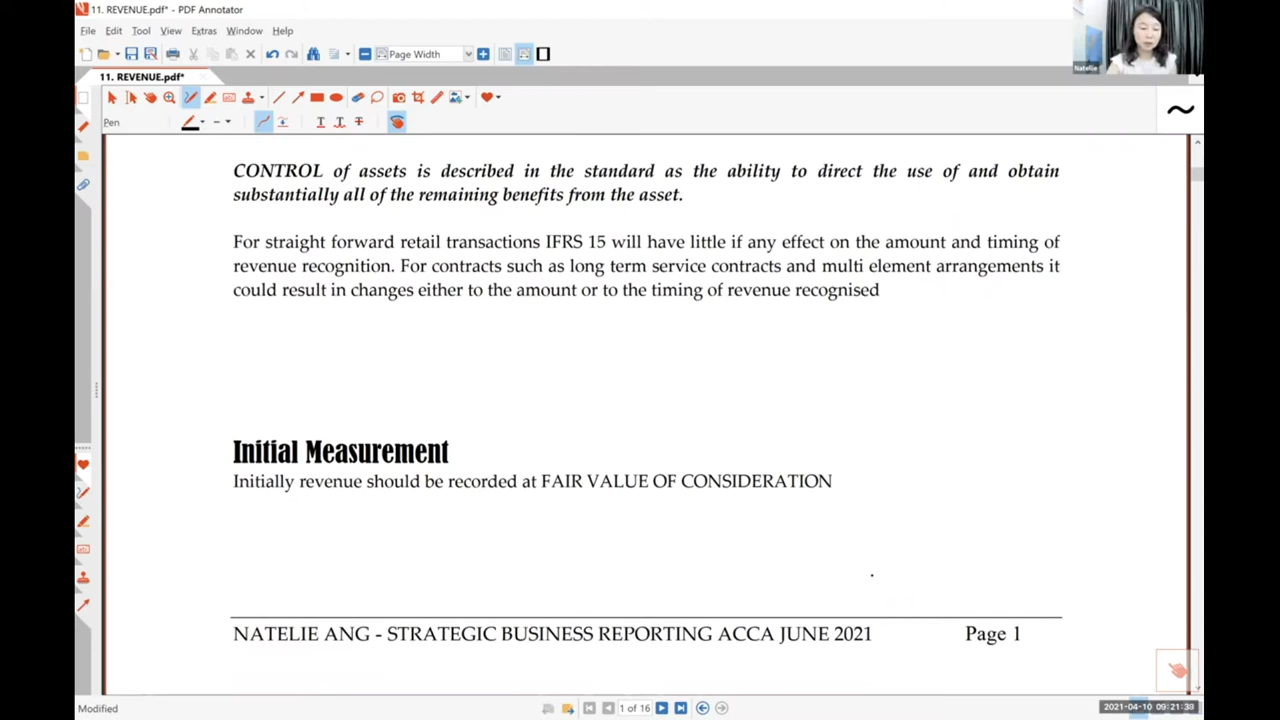 11. REVENUE.pdf* - PDF Annotator
File Edit Tool View Extras Window Help
Page Width
11. REVENUE.pdf*
Pen
Natelie
CONTROL of assets is described in the standard as the ability to direct the use of and obtain
substantially all of the remaining benefits from the asset.
For straight forward retail transactions IFRS 15 will have little if any effect on the amount and timing of
revenue recognition. For contracts such as long term service contracts and multi element arrangements it
could result in changes either to the amount or to the timing of revenue recognised
Initial Measurement
Initially revenue should be recorded at FAIR VALUE OF CONSIDERATION
NATELIE ANG - STRATEGIC BUSINESS REPORTING ACCA JUNE 2021 Page 1
Modified
1 of 16
2021-04-10 09:21:39